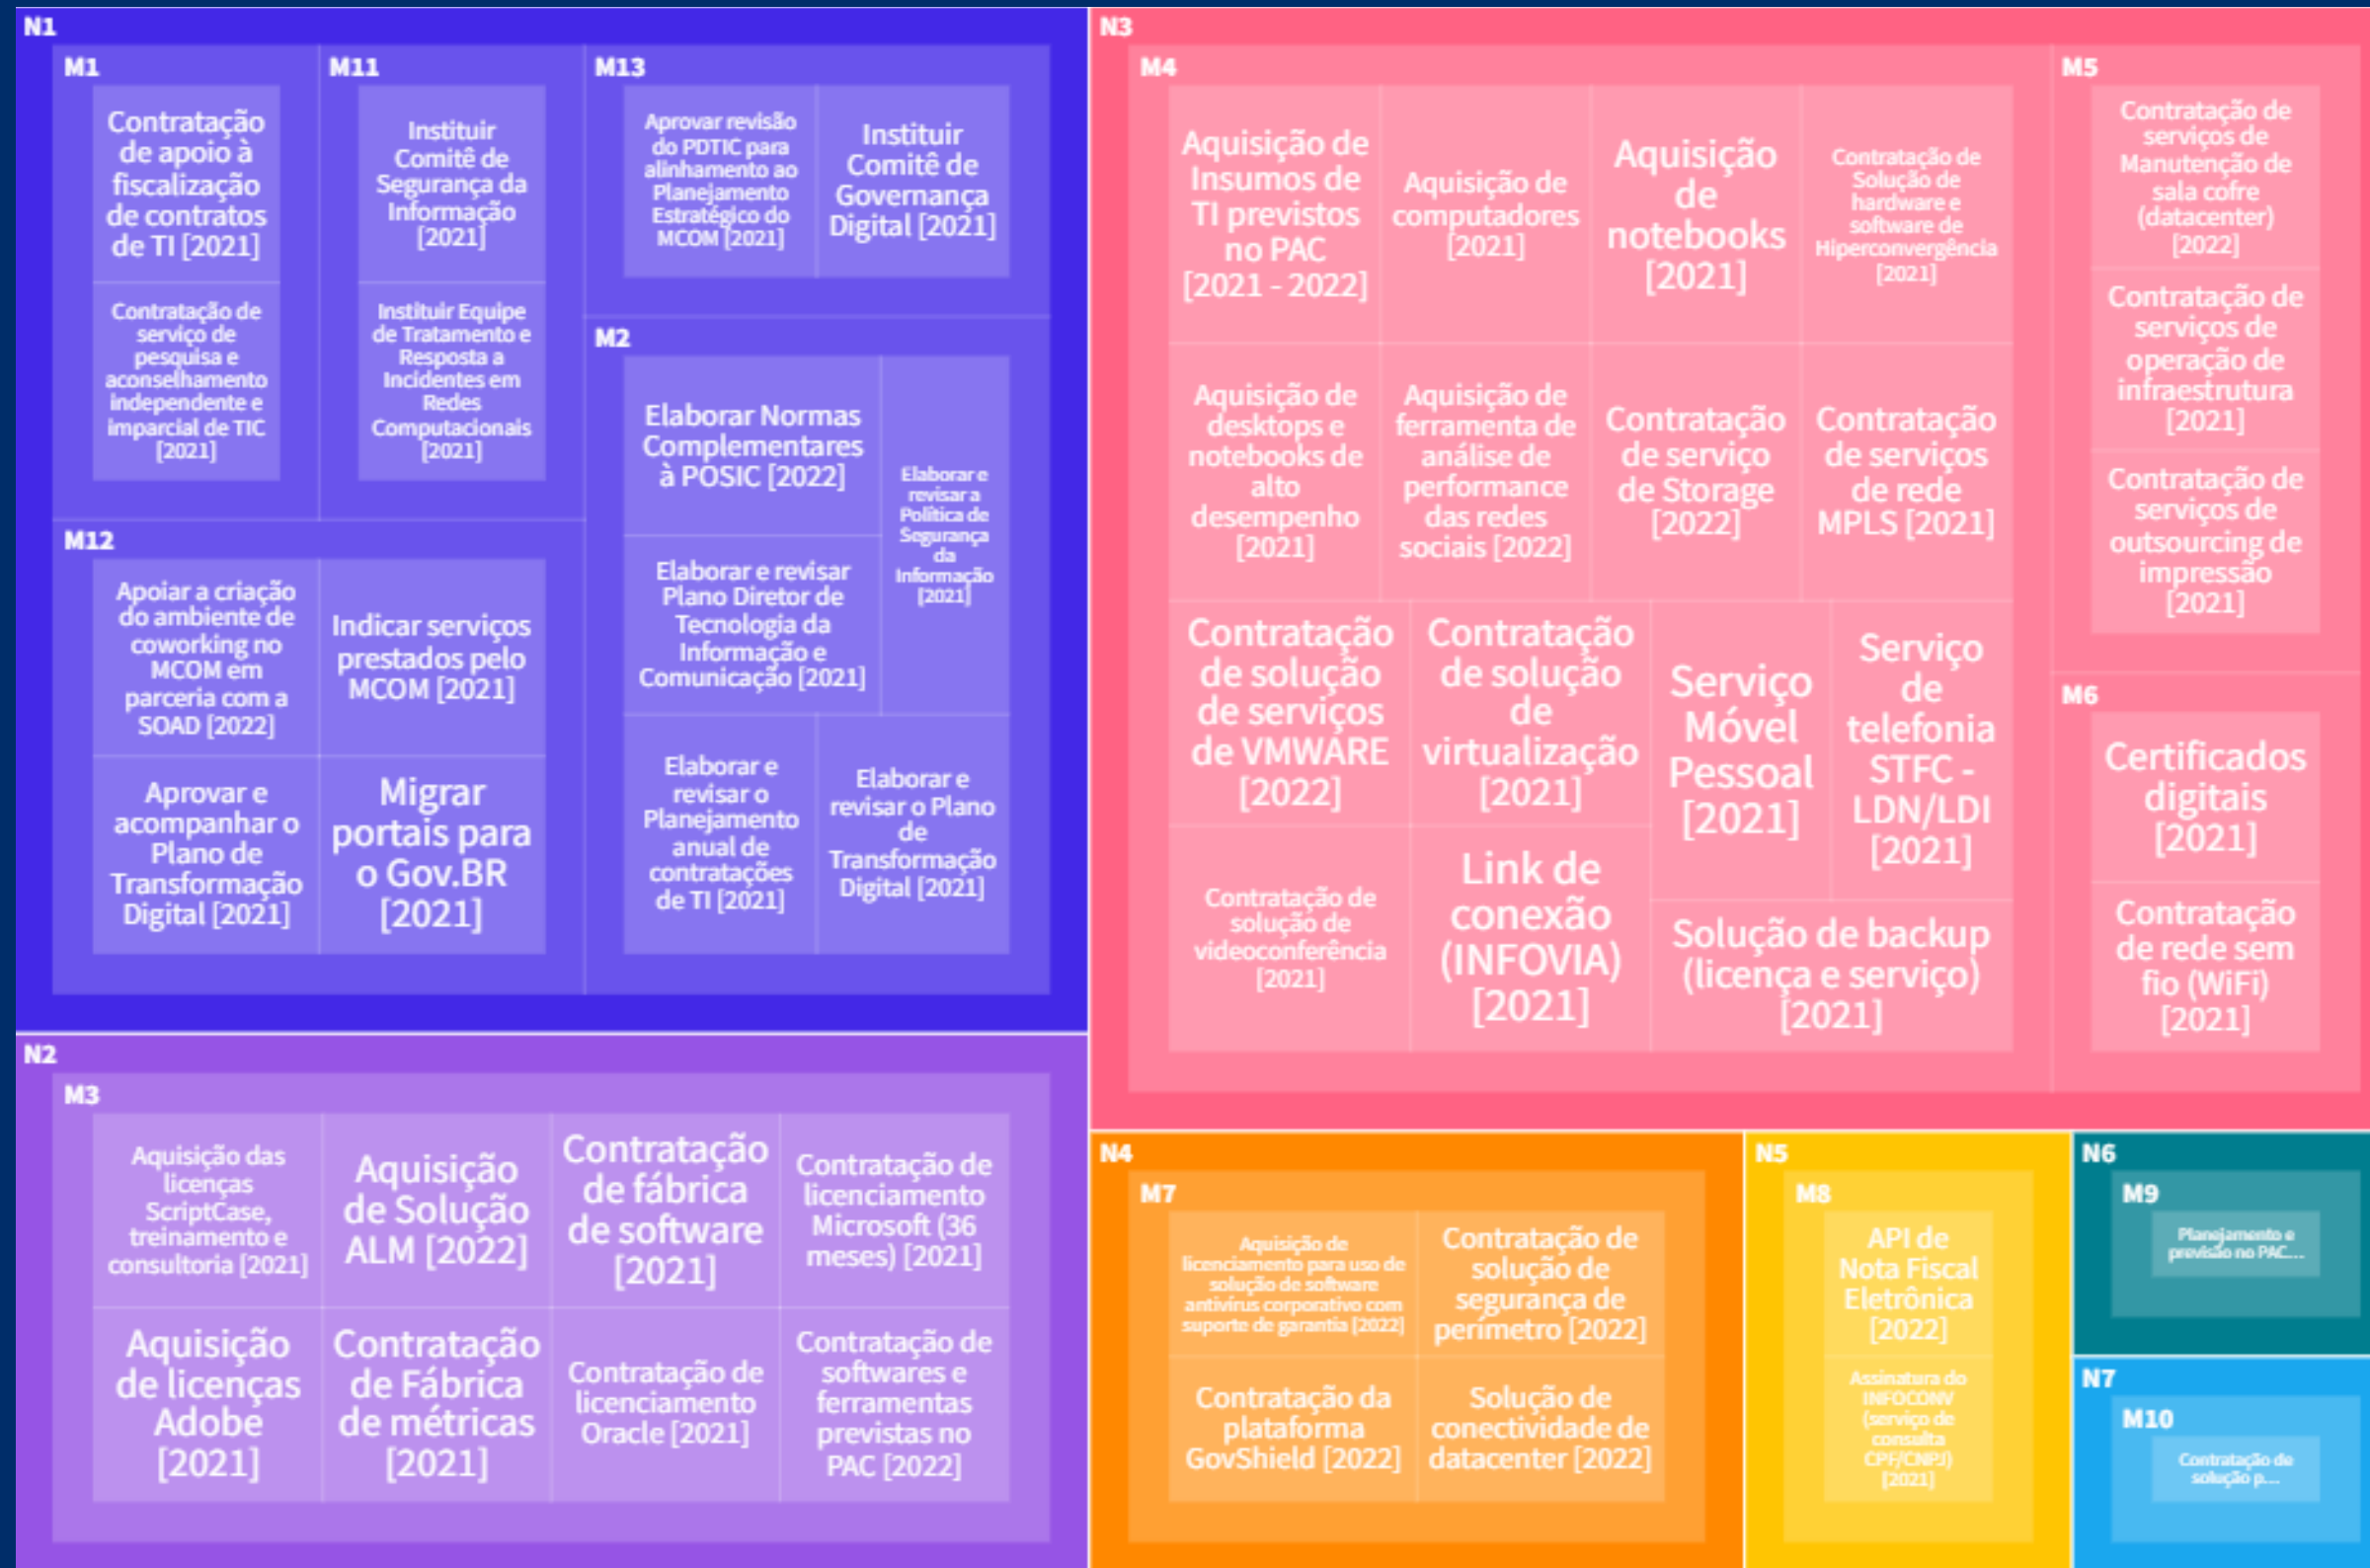 N1
M1
Contratação
de apoio à
fiscalização
de contratos
de TI [2021]
Contratação de
serviço de
pesquisa e
aconselhamento
independente e
imparcial de TIC
[2021]
M11
Instituir
Comitê de
Segurança da
Informação
[2021]
Instituir Equipe
de Tratamento e
Resposta a
Incidentes em
Redes
Computacionais
[2021]
M13
Aprovar revisão
do PDTIC para
alinhamento ao
Planejamento
Estratégico do
MCOM [2021]
Instituir
Comitê de
Governança
Digital [2021]
M12
Apoiar a criação
do ambiente de
coworking no
MCOM em
parceria com a
SOAD [2022]
Indicar serviços
prestados pelo
MCOM [2021]
Aprovar e
acompanhar o
Plano de
Transformação
Digital [2021]
Migrar
portais para
o Gov.BR
[2021]
M2
Elaborar Normas
Complementares
à POSIC [2022]
Elaborar e revisar
Plano Diretor de
Tecnologia da
Informação e
Comunicação [2021]
Elaborar e
revisar a
Política de
Segurança
da
Informação
[2021]
Elaborar e
revisar o
Planejamento
anual de
contratações
de TI [2021]
Elaborar e
revisar o Plano
de
Transformação
Digital [2021]
N2
M3
Aquisição das
licenças
ScriptCase,
treinamento e
consultoria [2021]
Aquisição
de Solução
ALM [2022]
Contratação
de fábrica
de software
[2021]
Contratação de
licenciamento
Microsoft (36
meses) [2021]
Aquisição
de licenças
Adobe
[2021]
Contratação
de Fábrica
de métricas
[2021]
Contratação de
licenciamento
Oracle [2021]
Contratação de
softwares e
ferramentas
previstas no
PAC [2022]
N3
M4
Aquisição de
Insumos de
TI previstos
no PAC
[2021 - 2022]
Aquisição de
computadores
[2021]
Aquisição
de
notebooks
[2021]
Contratação de
Solução de
hardware e
software de
Hiperconvergência
[2021]
Aquisição de
desktops e
notebooks de
alto
desempenho
[2021]
Aquisição de
ferramenta de
análise de
performance
das redes
sociais [2022]
Contratação
de serviço
de Storage
[2022]
Contratação
de serviços
de rede
MPLS [2021]
Contratação
de solução
de serviços
de VMWARE
[2022]
Contratação
de solução
de
virtualização
[2021]
Serviço
Móvel
Pessoal
[2021]
Serviço
de
telefonia
STFC -
LDN/LDI
[2021]
Contratação de
solução de
videoconferência
[2021]
Link de
conexão
(INFOVIA)
[2021]
Solução de backup
(licença e serviço)
[2021]
M5
Contratação de
serviços de
Manutenção de
sala cofre
(datacenter)
[2022]
Contratação de
serviços de
operação de
infraestrutura
[2021]
Contratação de
serviços de
outsourcing de
impressão
[2021]
M6
Certificados
digitais
[2021]
Contratação
de rede sem
fio (WiFi)
[2021]
N4
M7
Aquisição de
licenciamento para uso de
solução de software
antivírus corporativo com
suporte de garantia [2022]
Contratação de
solução de
segurança de
perímetro [2022]
Contratação da
plataforma
GovShield [2022]
Solução de
conectividade de
datacenter [2022]
N5
M8
API de
Nota Fiscal
Eletrônica
[2022]
Assinatura do
INFOCONV
(serviço de
consulta
CPF/CNPJ)
[2021]
N6
M9
Planejamento e
previsão no PAC...
N7
M10
Contratação de
solução p...